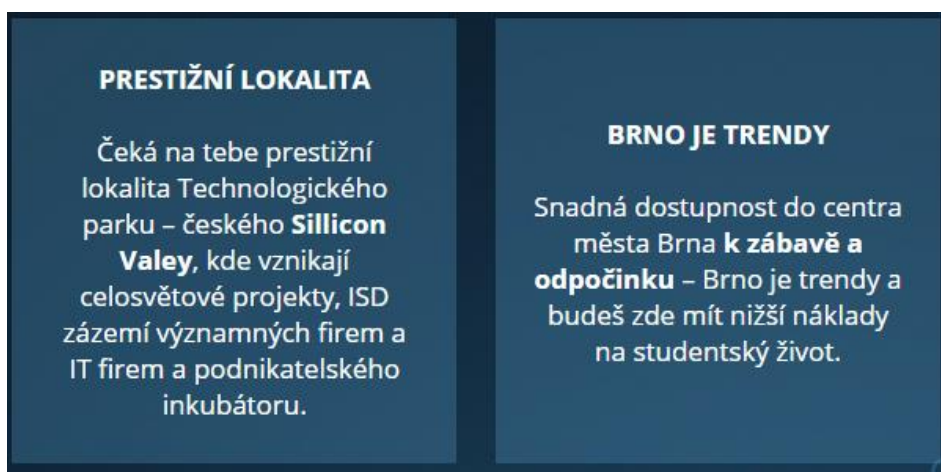 PRESTIŽNÍ LOKALITA
Čeká na tebe prestižní
lokalita Technologického
parku – českého Sillicon
Valey, kde vznikají
celosvětové projekty, ISD
zázemí významných firem a
IT firem a podnikatelského
inkubátoru.
BRNO JE TRENDY
Snadná dostupnost do centra
města Brna k zábavě a
odpočinku – Brno je trendy a
budeš zde mít nižší náklady
na studentský život.